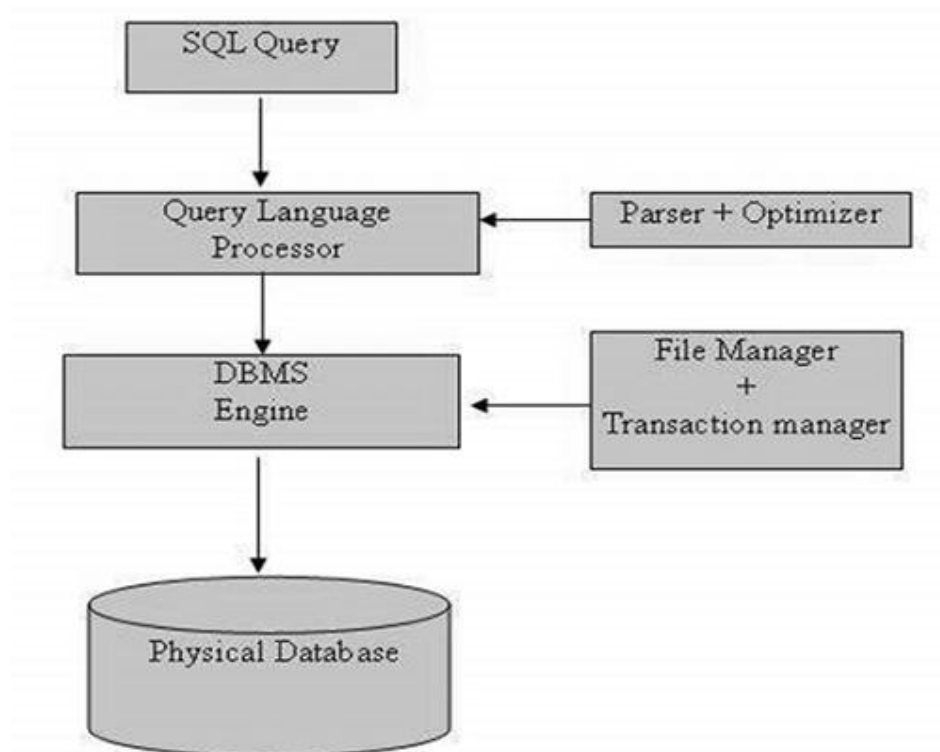 SQL Query
Query Language
Processor
Parser + Optimizer
DBMS
Engine
File Manager
+
Transaction manager
Physical Database